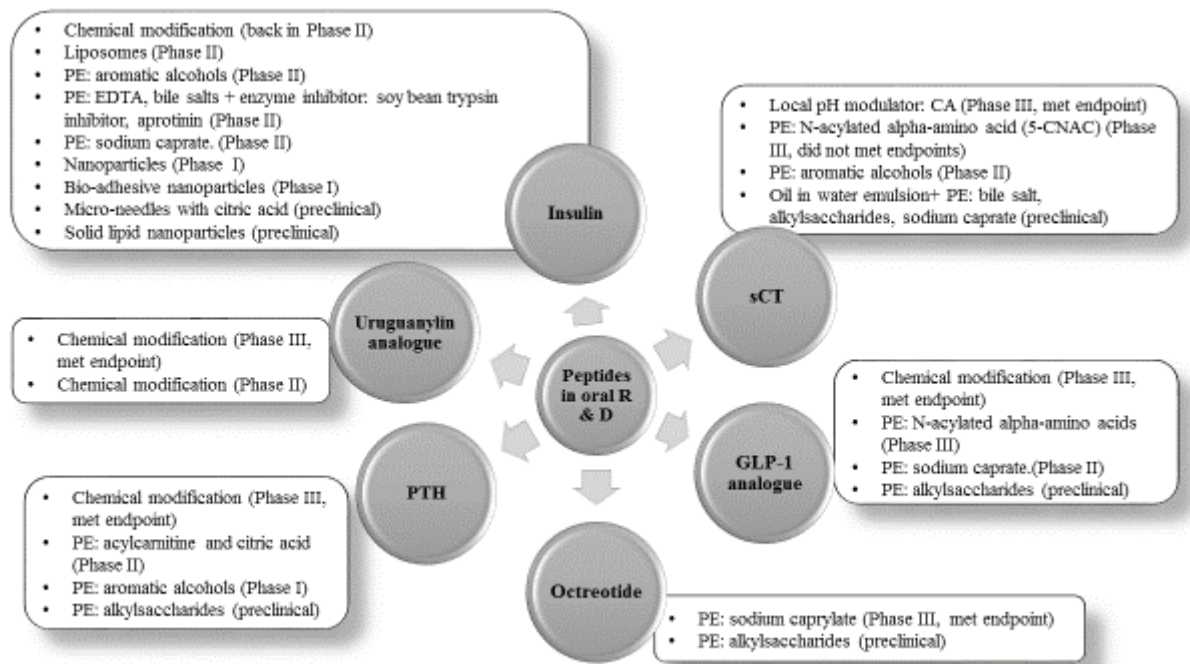 • Chemical modification (back in Phase II)
• Liposomes (Phase II)
• PE: aromatic alcohols (Phase II)
• PE: EDTA, bile salts + enzyme inhibitor: soy bean trypsin
inhibitor, aprotinin (Phase II)
• PE: sodium caprate. (Phase II)
• Nanoparticles (Phase I)
• Bio-adhesive nanoparticles (Phase I)
• Micro-needles with citric acid (preclinical)
• Solid lipid nanoparticles (preclinical)
Insulin
• Local pH modulator: CA (Phase III, met endpoint)
• PE: N-acylated alpha-amino acid (5-CNAC) (Phase
III, did not met endpoints)
• PE: aromatic alcohols (Phase II)
• Oil in water emulsion+ PE: bile salt,
alkylsaccharides, sodium caprate (preclinical)
sCT
Uruguanylin
analogue
• Chemical modification (Phase III,
met endpoint)
• Chemical modification (Phase II)
Peptides
in oral R
& D
• Chemical modification (Phase III,
met endpoint)
• PE: N-acylated alpha-amino acids
(Phase III)
• PE: sodium caprate.(Phase II)
• PE: alkylsaccharides (preclinical)
GLP-1
analogue
PTH
• Chemical modification (Phase III,
met endpoint)
• PE: acylcarnitine and citric acid
(Phase II)
• PE: aromatic alcohols (Phase I)
• PE: alkylsaccharides (preclinical)
Octreotide
• PE: sodium caprylate (Phase III, met endpoint)
• PE: alkylsaccharides (preclinical)